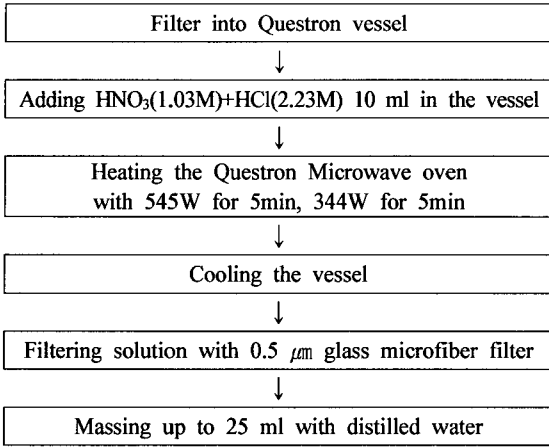 Filter into Questron vessel
↓
Adding HNO₃(1.03M)+HCl(2.23M) 10 ml in the vessel
↓
Heating the Questron Microwave oven
with 545W for 5min, 344W for 5min
↓
Cooling the vessel
↓
Filtering solution with 0.5 ㎛ glass microfiber filter
↓
Massing up to 25 ml with distilled water